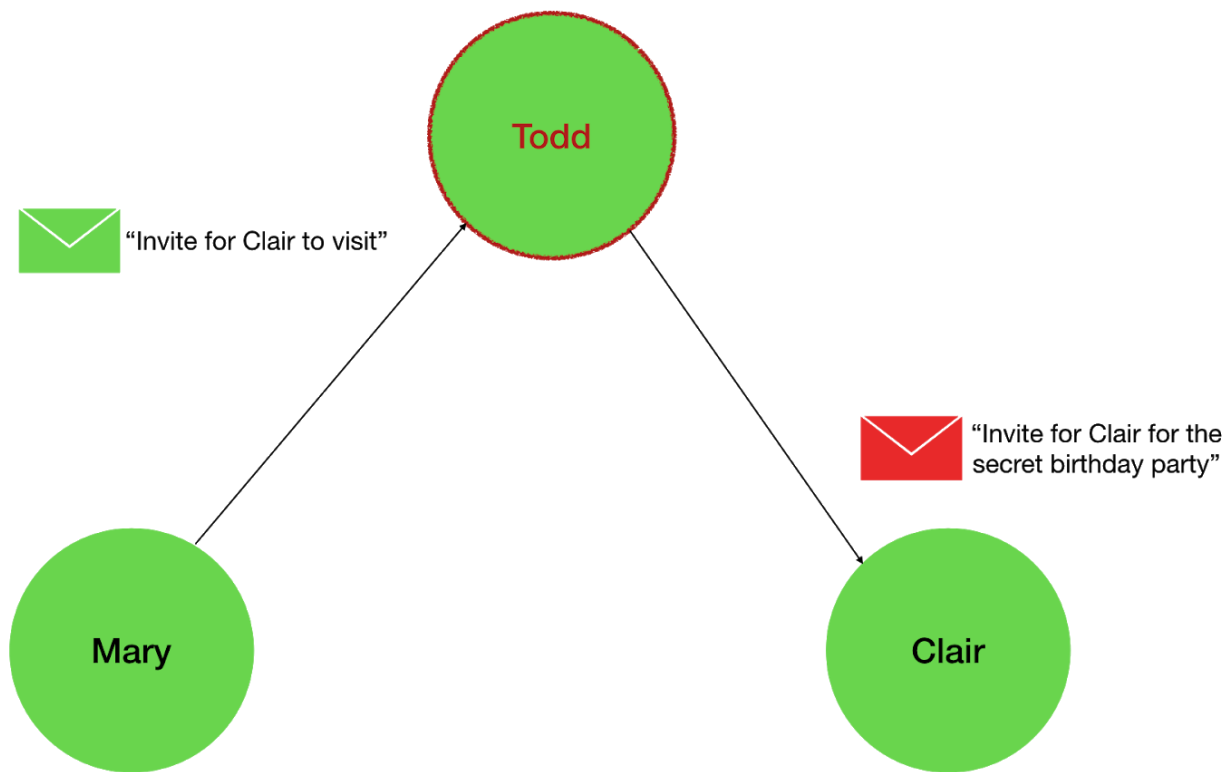 Todd
“Invite for Clair to visit”
“Invite for Clair for the
secret birthday party”
Mary
Clair